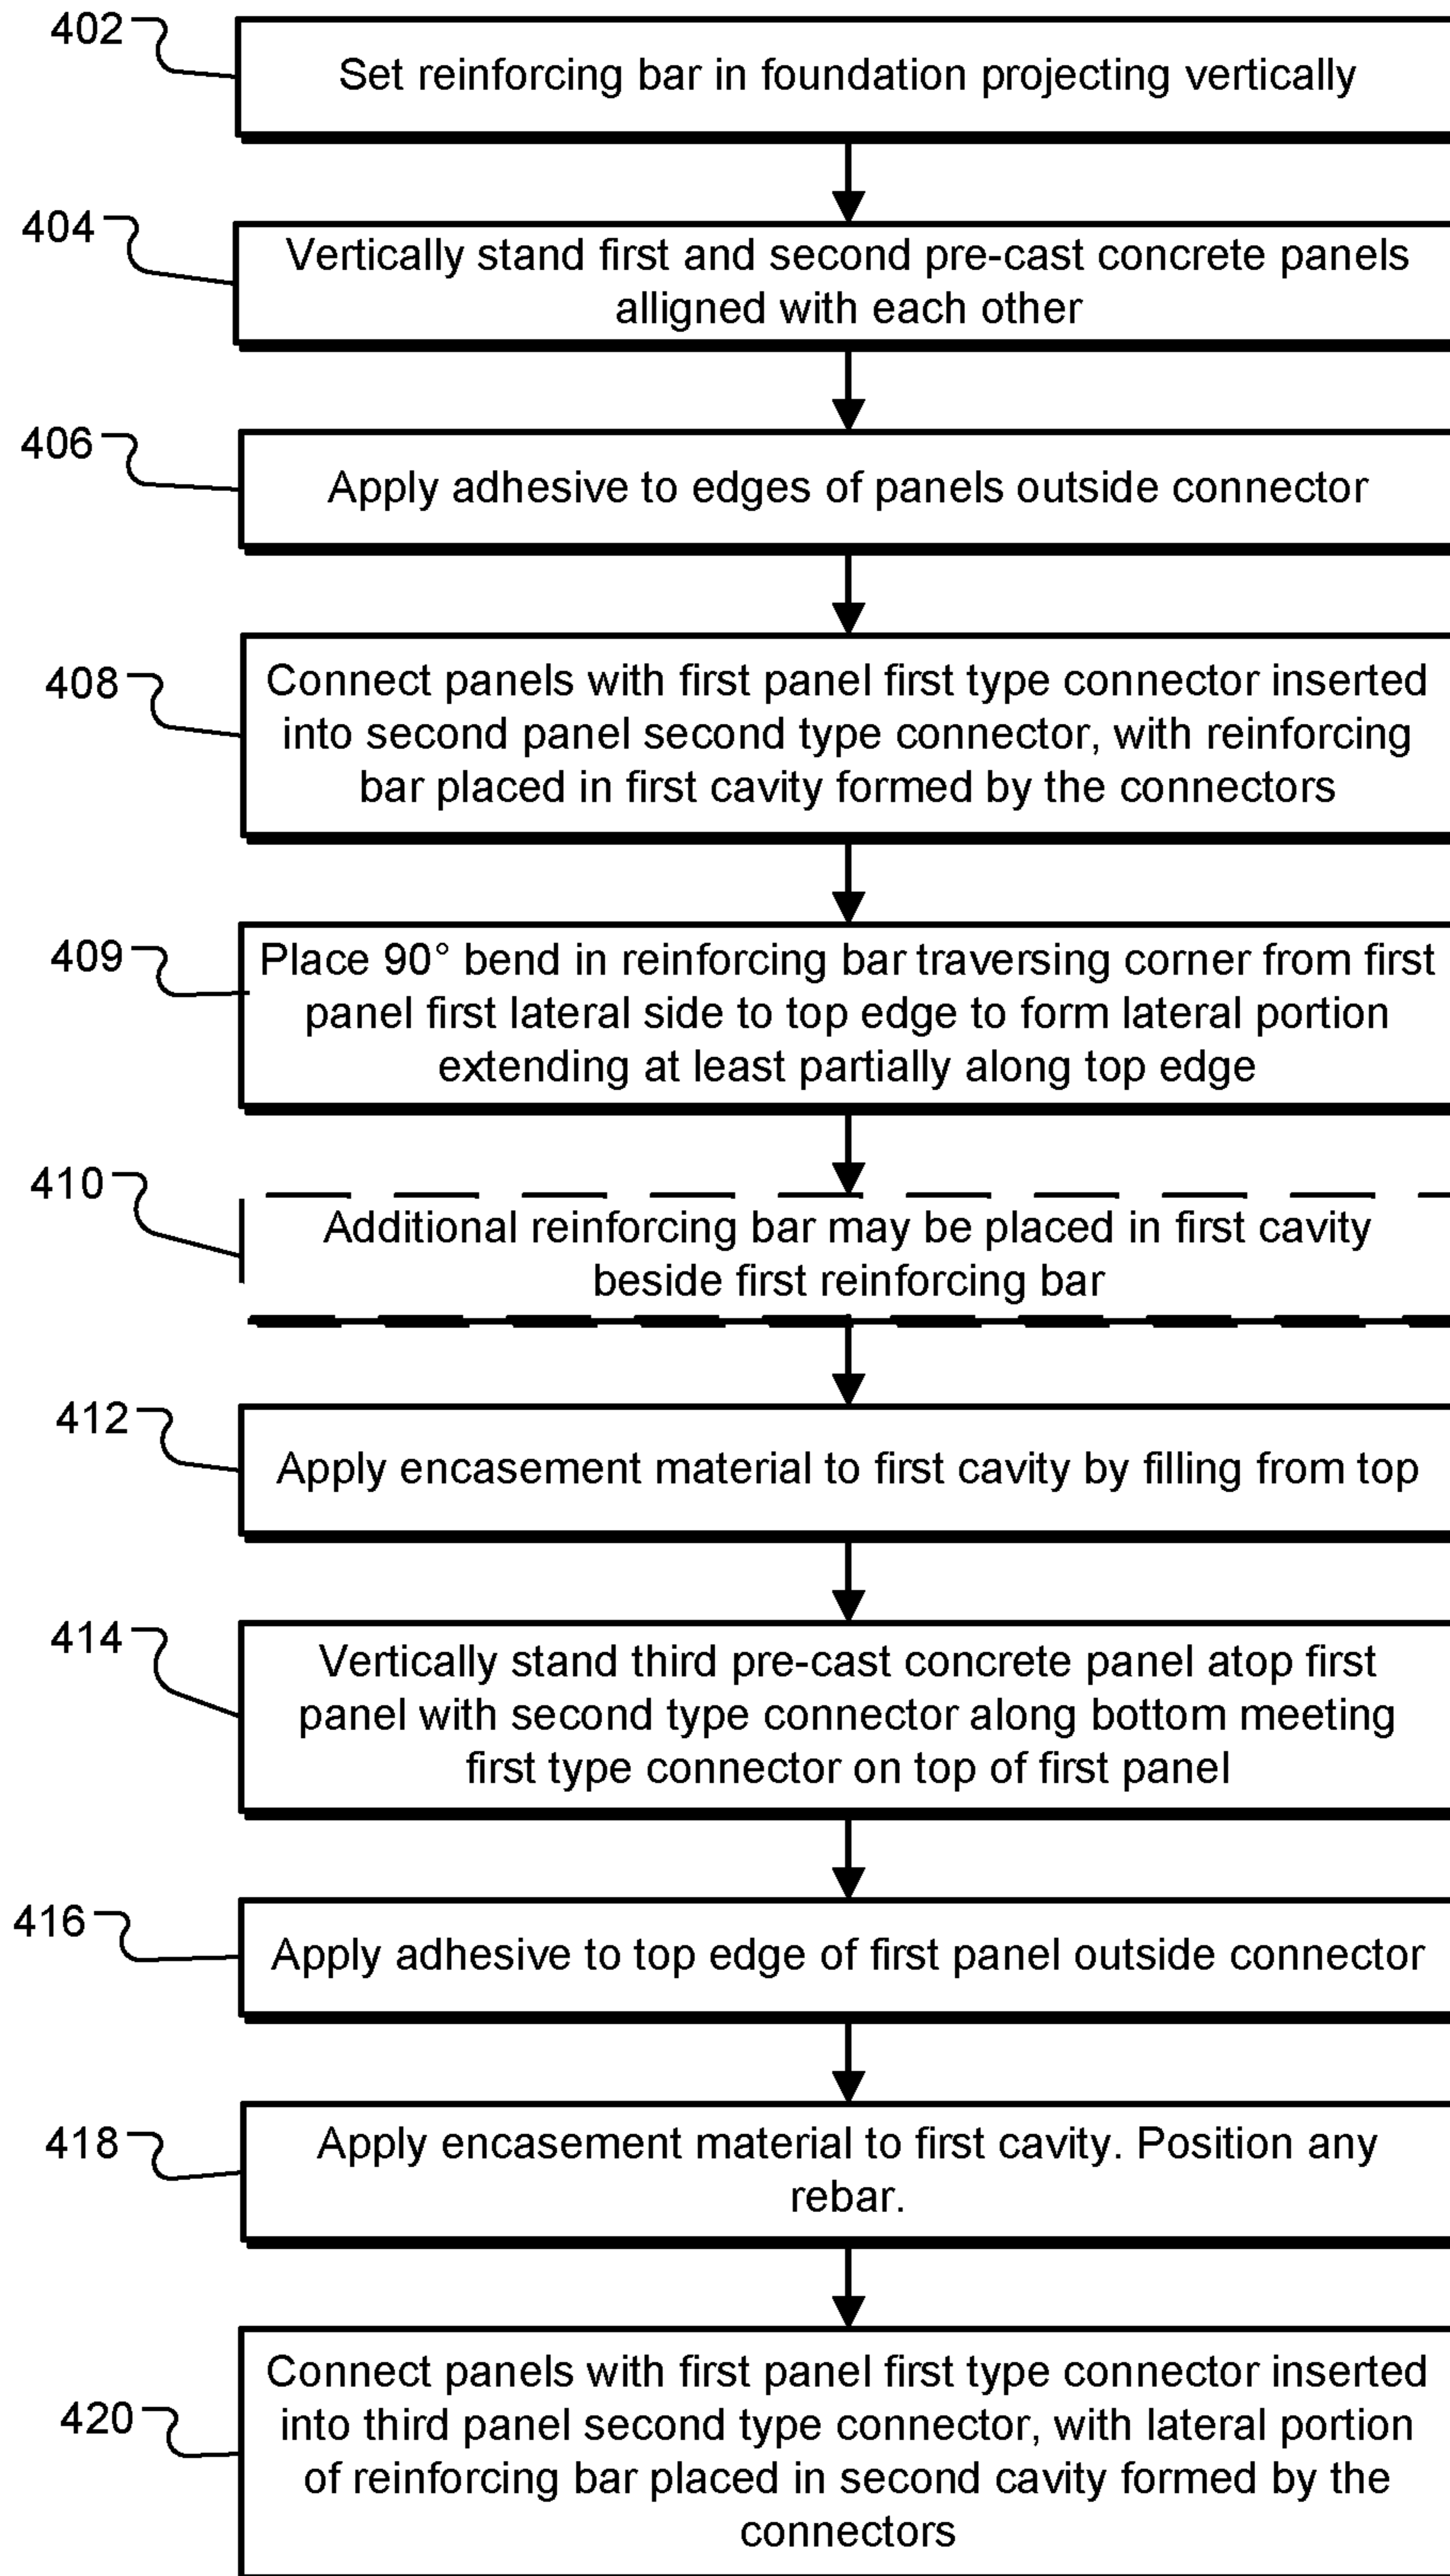 402
Set reinforcing bar in foundation projecting vertically
404
Vertically stand first and second pre-cast concrete panels
alligned with each other
406
Apply adhesive to edges of panels outside connector
408
Connect panels with first panel first type connector inserted
into second panel second type connector, with reinforcing
bar placed in first cavity formed by the connectors
409
Place 90° bend in reinforcing bar traversing corner from first
panel first lateral side to top edge to form lateral portion
extending at least partially along top edge
410
Additional reinforcing bar may be placed in first cavity
beside first reinforcing bar
412
Apply encasement material to first cavity by filling from top
414
Vertically stand third pre-cast concrete panel atop first
panel with second type connector along bottom meeting
first type connector on top of first panel
416
Apply adhesive to top edge of first panel outside connector
418
Apply encasement material to first cavity. Position any
rebar.
420
Connect panels with first panel first type connector inserted
into third panel second type connector, with lateral portion
of reinforcing bar placed in second cavity formed by the
connectors